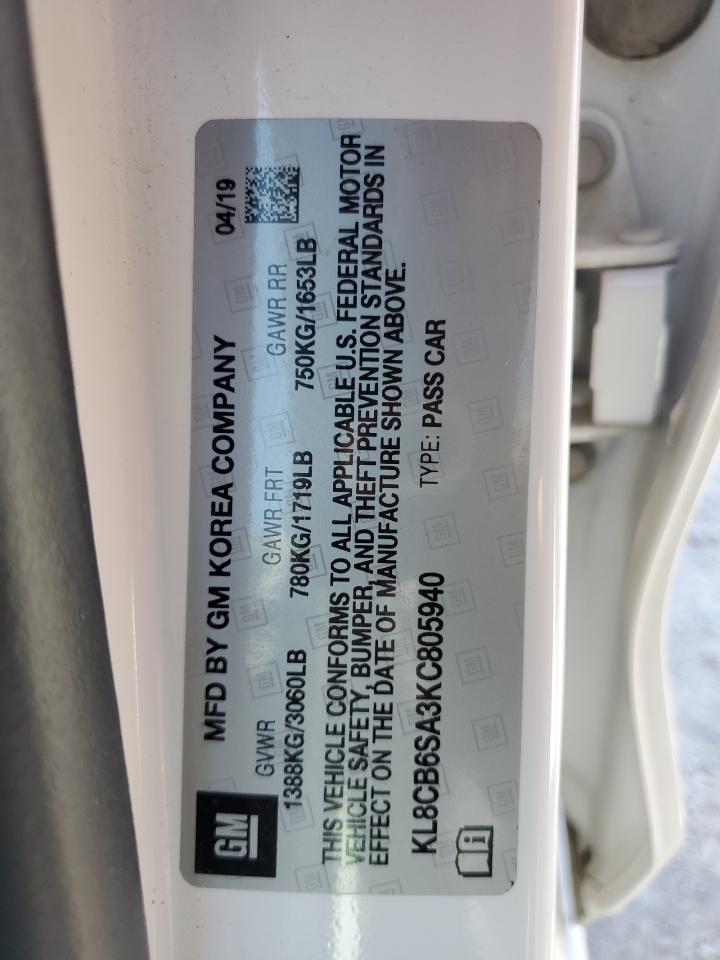 GM
MFD BY GM KOREA COMPANY 04/19
GVWR GAWR FRT GAWR RR
1388KG/3060LB 780KG/1719LB 750KG/1653LB
THIS VEHICLE CONFORMS TO ALL APPLICABLE U.S. FEDERAL MOTOR
VEHICLE SAFETY, BUMPER, AND THEFT PREVENTION STANDARDS IN
EFFECT ON THE DATE OF MANUFACTURE SHOWN ABOVE.
KL8CB6SA3KC805940 TYPE: PASS CAR